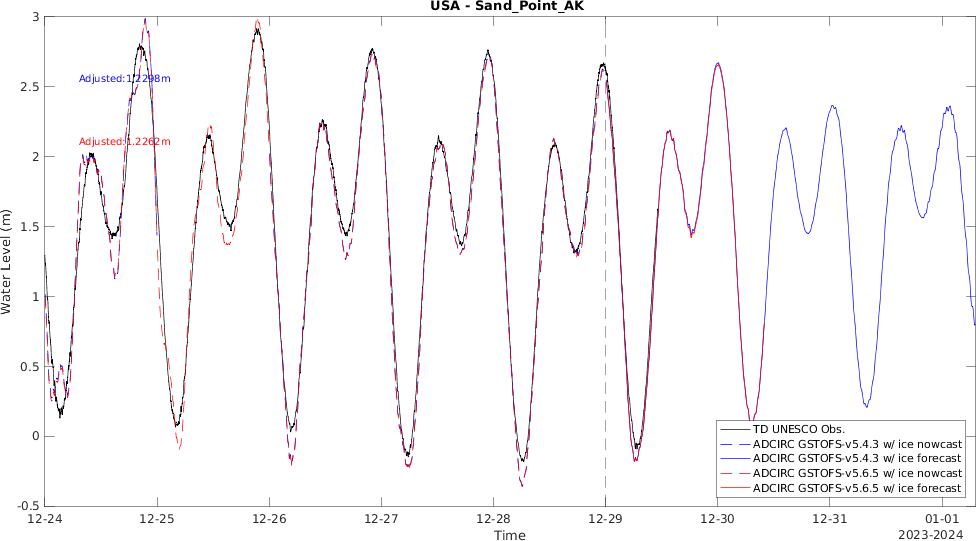 USA - Sand_Point_AK
3
2.5
2
1.5
1
0.5
0
-0.5
Water Level (m)
Adjusted:1.2298m
Adjusted:1.2262m
TD UNESCO Obs.
ADCIRC GSTOFS-v5.4.3 w/ ice nowcast
ADCIRC GSTOFS-v5.4.3 w/ ice forecast
ADCIRC GSTOFS-v5.6.5 w/ ice nowcast
ADCIRC GSTOFS-v5.6.5 w/ ice forecast
12-24 12-25 12-26 12-27 12-28 12-29 12-30 12-31 01-01
Time
2023-2024